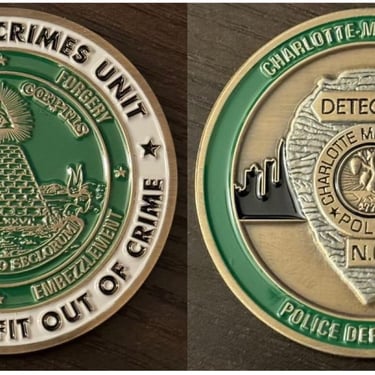 CRIMES UNIT
FORGERY
COEPTIS
SECLORUM
EMBEZZLEMENT
FIT OUT OF CRIME
CHARLOTTE-M
DETEC
CHARLOTTE M
POLI
N.
POLICE DEP